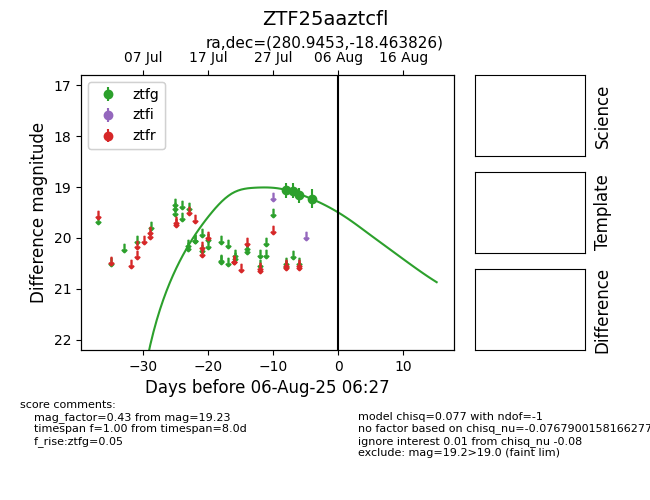 ZTF25aaztcfl
ra,dec=(280.9453,-18.463826)
07 Jul 17 Jul 27 Jul 06 Aug 16 Aug
17
18
19
20
21
22
Difference magnitude
ztfg
ztfi
ztfr
−30 −20 −10 0 10
Days before 06-Aug-25 06:27
Science
Template
Difference
score comments:
mag_factor=0.43 from mag=19.23
timespan f=1.00 from timespan=8.0d
f_rise:ztfg=0.05
model chisq=0.077 with ndof=-1
no factor based on chisq_nu=-0.0767900158166277
ignore interest 0.01 from chisq_nu -0.08
exclude: mag=19.2>19.0 (faint lim)